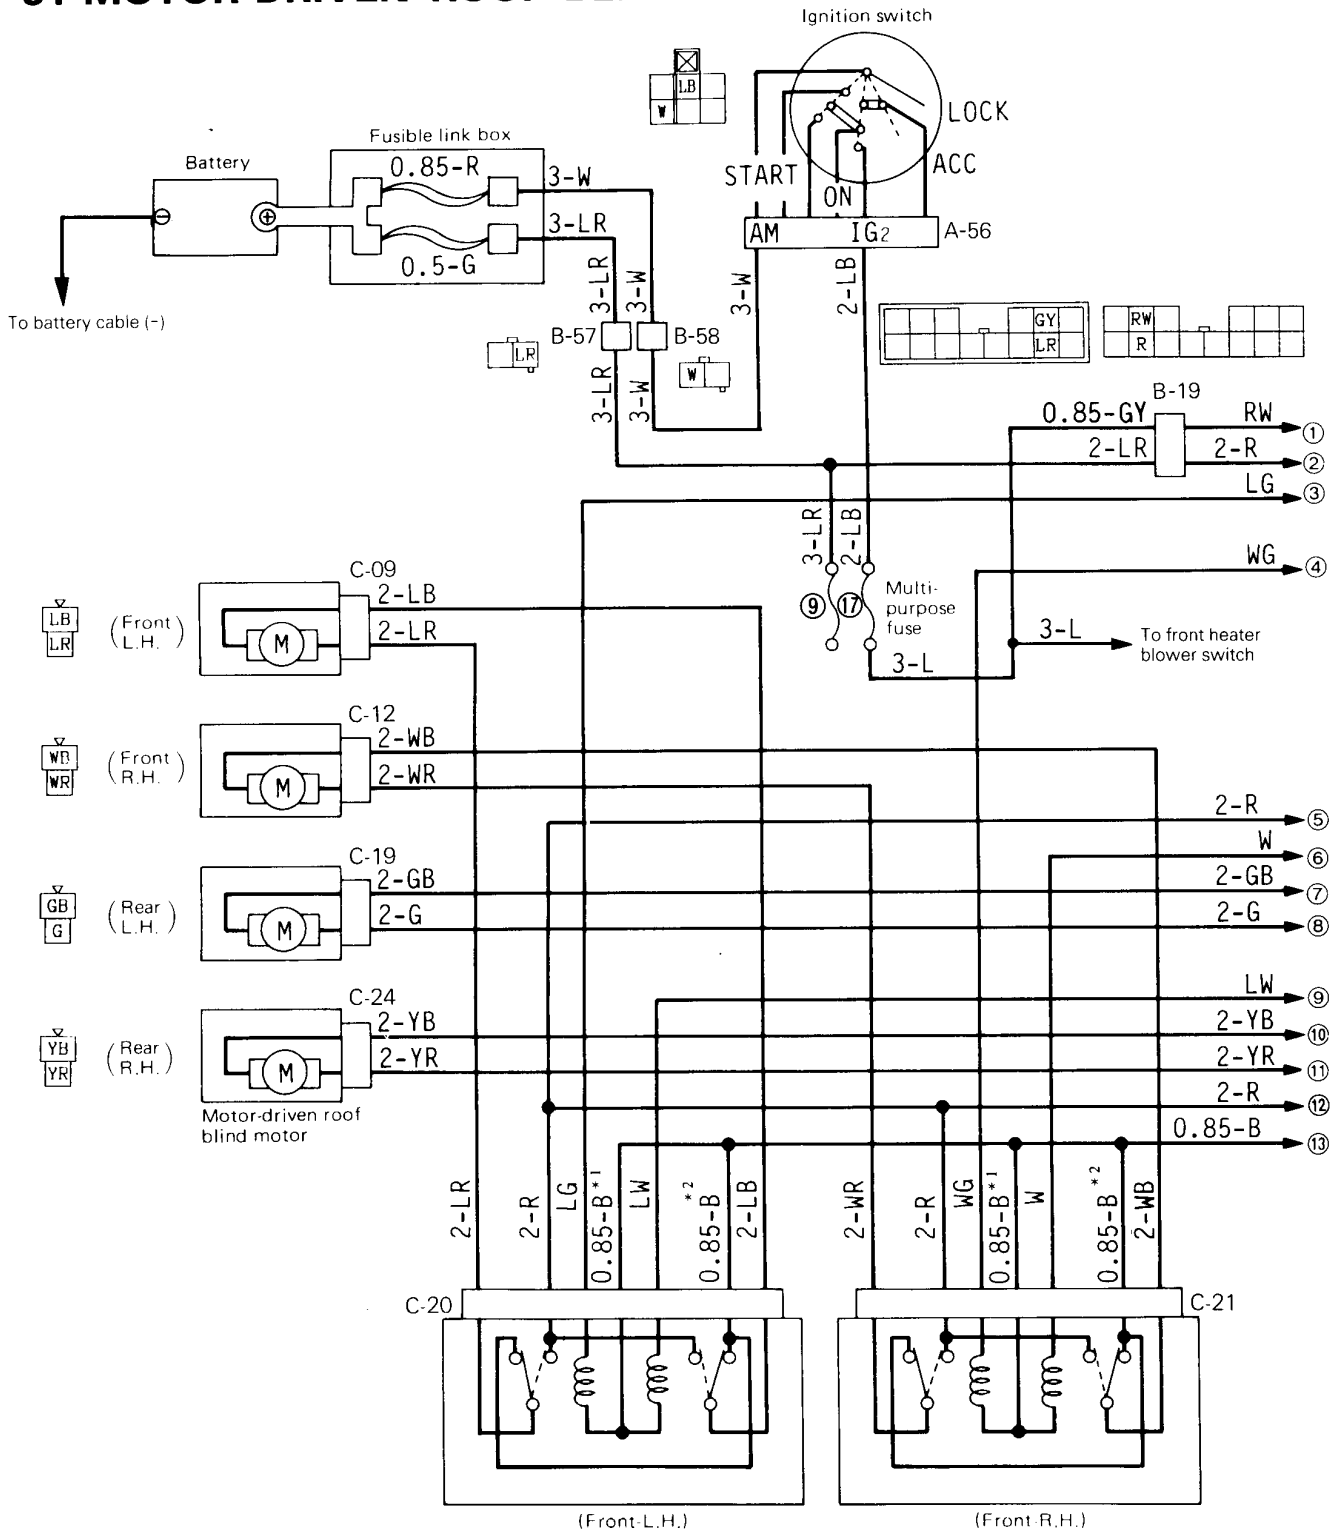 Ignition switch
LB
W
LOCK
ACC
START
ON
AM IG2 A-56
Battery
Fusible link box
0.85-R
0.5-G
3-W
3-LR
To battery cable (−)
3-LR
3-W
3-W
2-LB
B-57
B-58
LR
W
3-LR
3-W
GY
LR
RW
R
B-19
0.85-GY
RW
①
2-LR
2-R
②
LG
③
3-LR
2-LB
WG
④
⑨
⑰
Multi-
purpose
fuse
3-L
3-L
To front heater
blower switch
C-09
LB
LR
(Front
L.H.)
M
2-LB
2-LR
C-12
WB
WR
(Front
R.H.)
M
2-WB
2-WR
2-R
⑤
W
⑥
C-19
GB
G
(Rear
L.H.)
M
2-GB
2-G
2-GB
⑦
2-G
⑧
C-24
YB
YR
(Rear
R.H.)
M
2-YB
2-YR
LW
⑨
2-YB
⑩
2-YR
⑪
2-R
⑫
0.85-B
⑬
Motor-driven roof
blind motor
2-LR
2-R
LG
0.85-B*1
LW
0.85-B*2
2-LB
2-WR
2-R
WG
0.85-B*1
W
0.85-B*2
2-WB
C-20
C-21
(Front-L.H.)
(Front-R.H.)